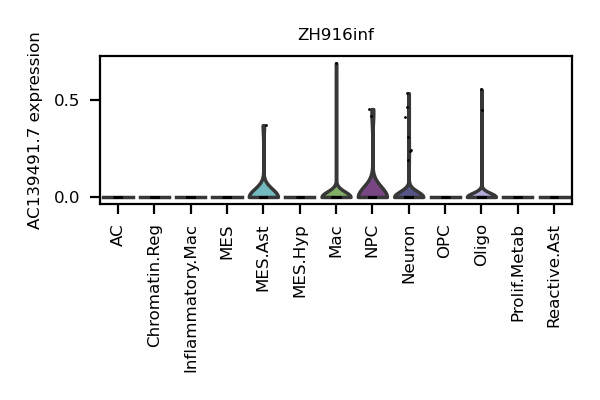 ZH916inf
AC139491.7 expression
0.5
0.0
AC
Chromatin.Reg
Inflammatory.Mac
MES
MES.Ast
MES.Hyp
Mac
NPC
Neuron
OPC
Oligo
Prolif.Metab
Reactive.Ast